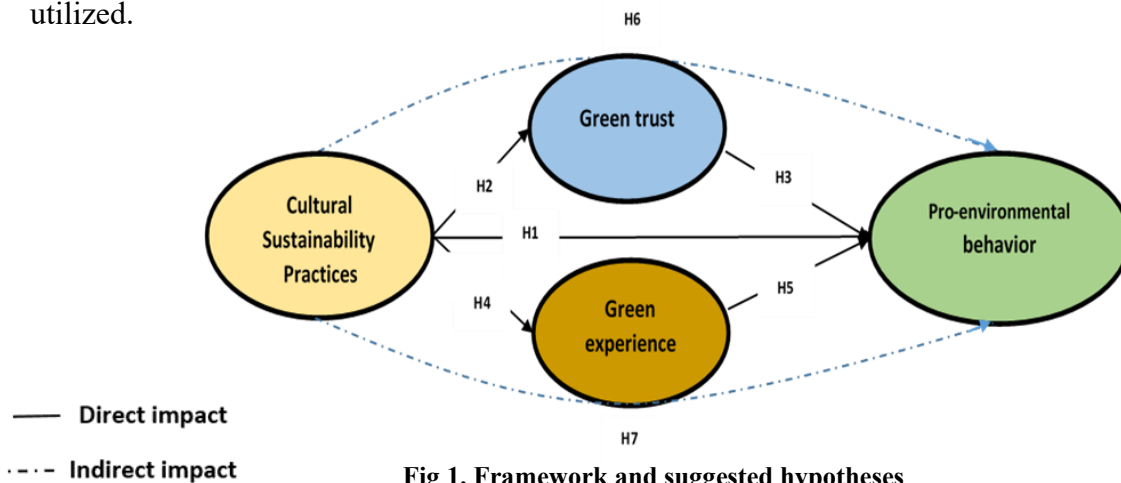 utilized.
H6
Green trust
H2
H3
Cultural
Sustainability
Practices
H1
Pro-environmental
behavior
H4
H5
Green
experience
H7
Direct impact
Indirect impact
Fig 1. Framework and suggested hypotheses